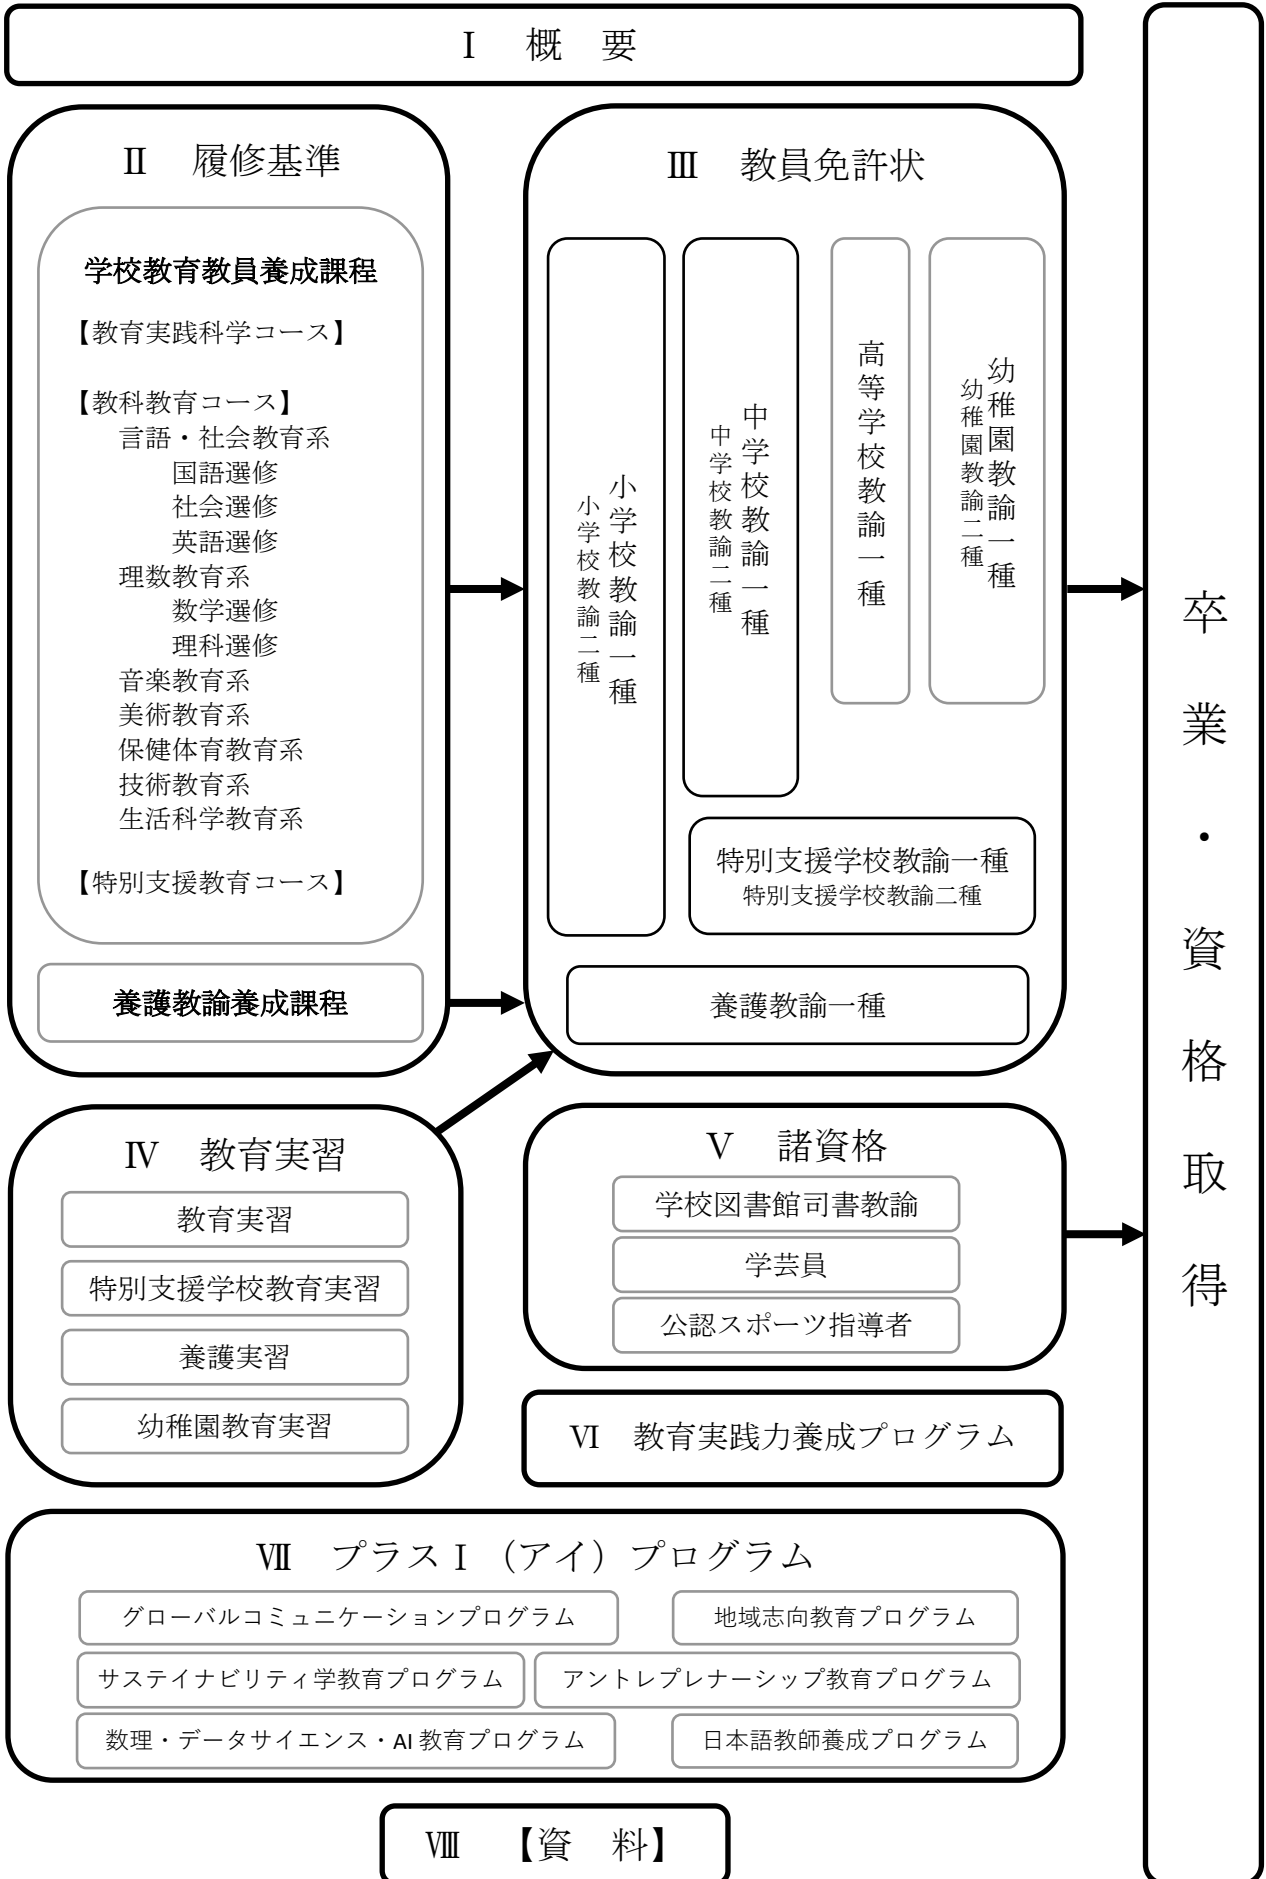 Ⅰ 概 要
Ⅱ 履修基準
学校教育教員養成課程
【教育実践科学コース】
【教科教育コース】
言語・社会教育系
国語選修
社会選修
英語選修
理数教育系
数学選修
理科選修
音楽教育系
美術教育系
保健体育教育系
技術教育系
生活科学教育系
【特別支援教育コース】
養護教諭養成課程
Ⅲ 教員免許状
小学校教諭一種
小学校教諭二種
中学校教諭一種
中学校教諭二種
高等学校教諭一種
幼稚園教諭一種
幼稚園教諭二種
特別支援学校教諭一種
特別支援学校教諭二種
養護教諭一種
Ⅳ 教育実習
教育実習
特別支援学校教育実習
養護実習
幼稚園教育実習
Ⅴ 諸資格
学校図書館司書教諭
学芸員
公認スポーツ指導者
Ⅵ 教育実践力養成プログラム
Ⅶ プラスＩ（アイ）プログラム
グローバルコミュニケーションプログラム
地域志向教育プログラム
サステイナビリティ学教育プログラム
アントレプレナーシップ教育プログラム
数理・データサイエンス・AI 教育プログラム
日本語教師養成プログラム
Ⅷ 【資 料】
卒業・資格取得